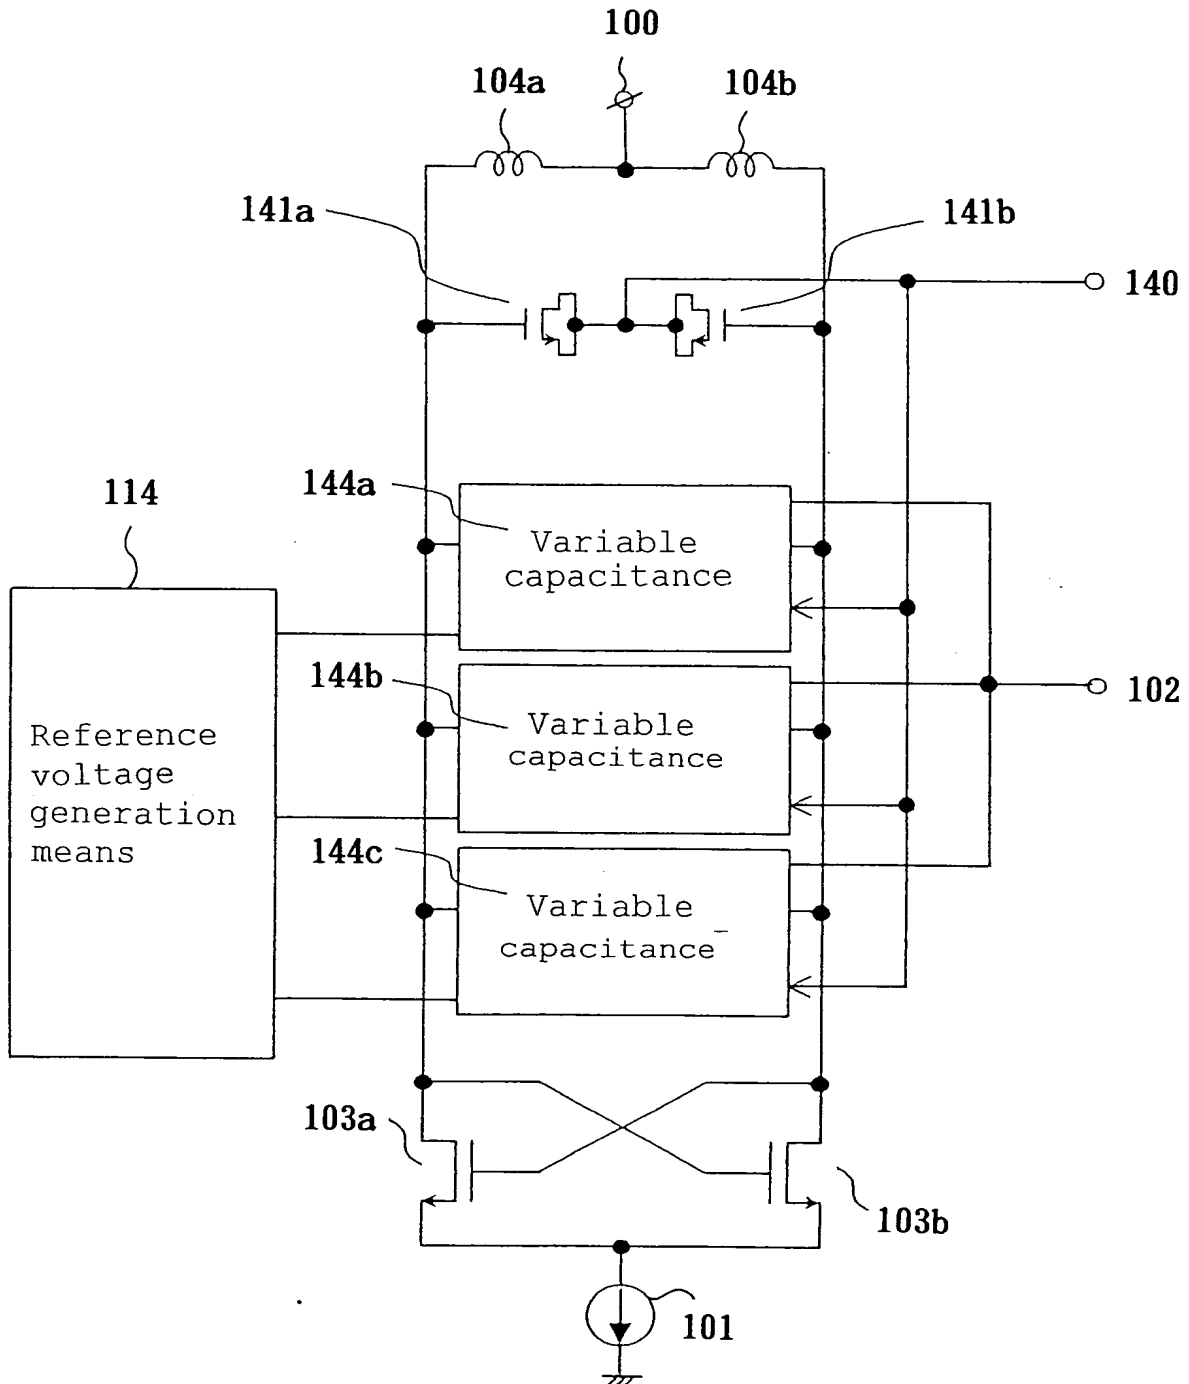 100
104a
104b
141a
141b
140
144a
114
Variable
capacitance
144b
102
Variable
capacitance
Reference
voltage
generation
means
144c
Variable
capacitance
103a
103b
101